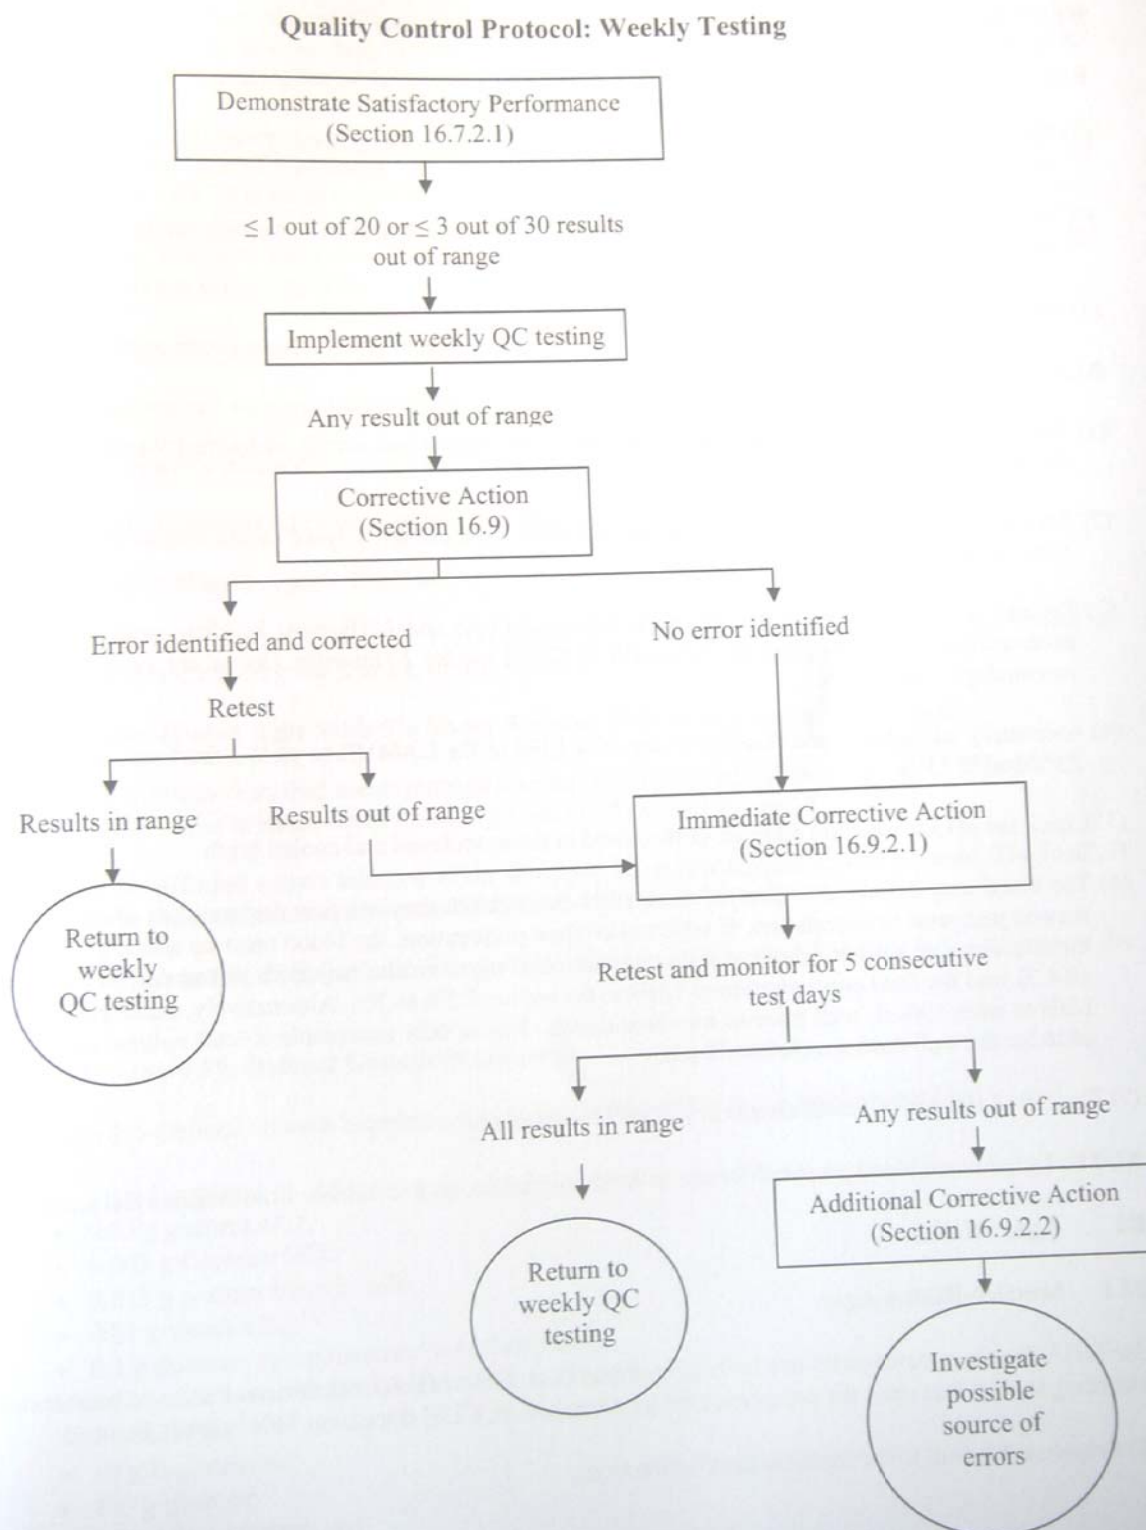 Quality Control Protocol: Weekly Testing
Demonstrate Satisfactory Performance
(Section 16.7.2.1)
≤ 1 out of 20 or ≤ 3 out of 30 results
out of range
Implement weekly QC testing
Any result out of range
Corrective Action
(Section 16.9)
Error identified and corrected
No error identified
Retest
Results in range
Results out of range
Immediate Corrective Action
(Section 16.9.2.1)
Return to
weekly
QC testing
Retest and monitor for 5 consecutive
test days
All results in range
Any results out of range
Additional Corrective Action
(Section 16.9.2.2)
Return to
weekly QC
testing
Investigate
possible
source of
errors